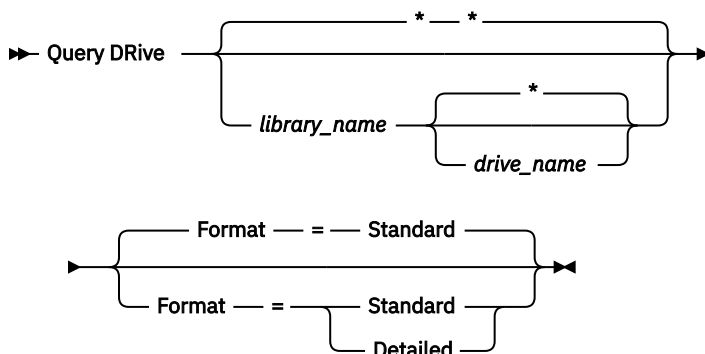 * *
Query DRive
*
library_name
drive_name
Format = Standard
Format = Standard
Detailed